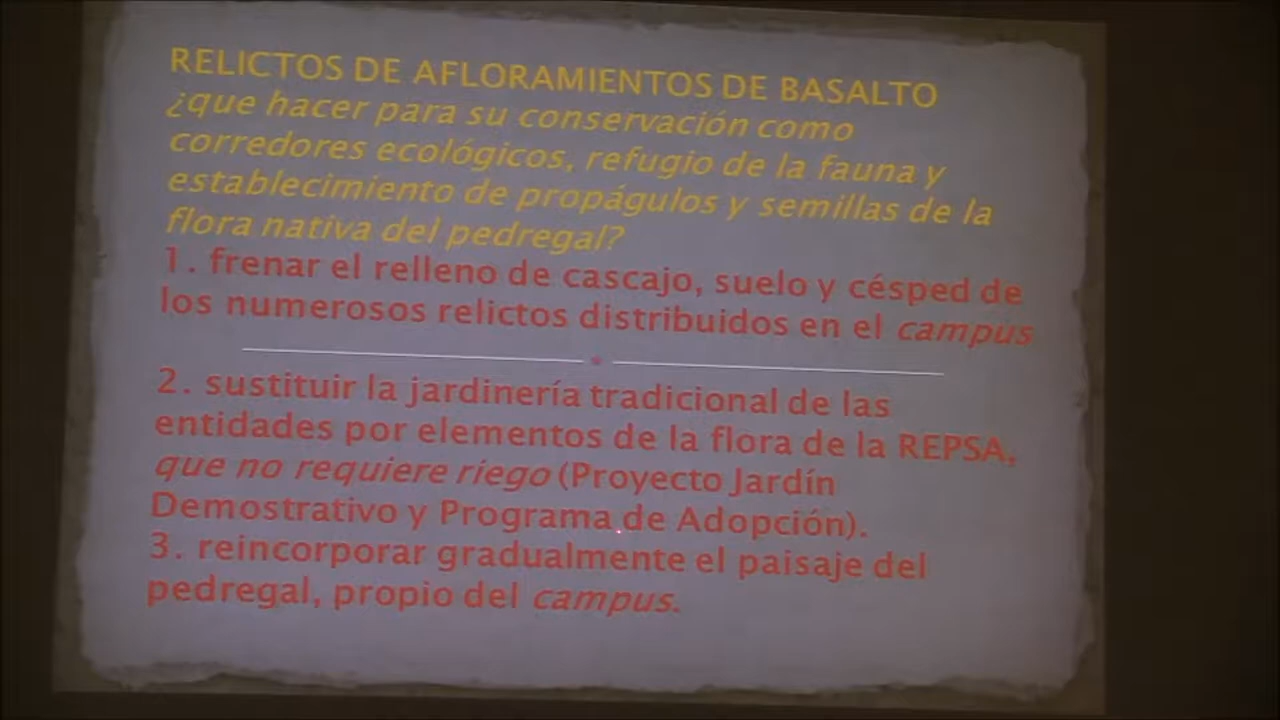 RELICTOS DE AFLORAMIENTOS DE BASALTO
¿que hacer para su conservación como
corredores ecológicos, refugio de la fauna y
establecimiento de propágulos y semillas de la
flora nativa del pedregal?
1. frenar el relleno de cascajo, suelo y césped de
los numerosos relictos distribuidos en el campus
2. sustituir la jardinería tradicional de las
entidades por elementos de la flora de la REPSA,
que no requiere riego (Proyecto Jardín
Demostrativo y Programa de Adopción).
3. reincorporar gradualmente el paisaje del
pedregal, propio del campus.